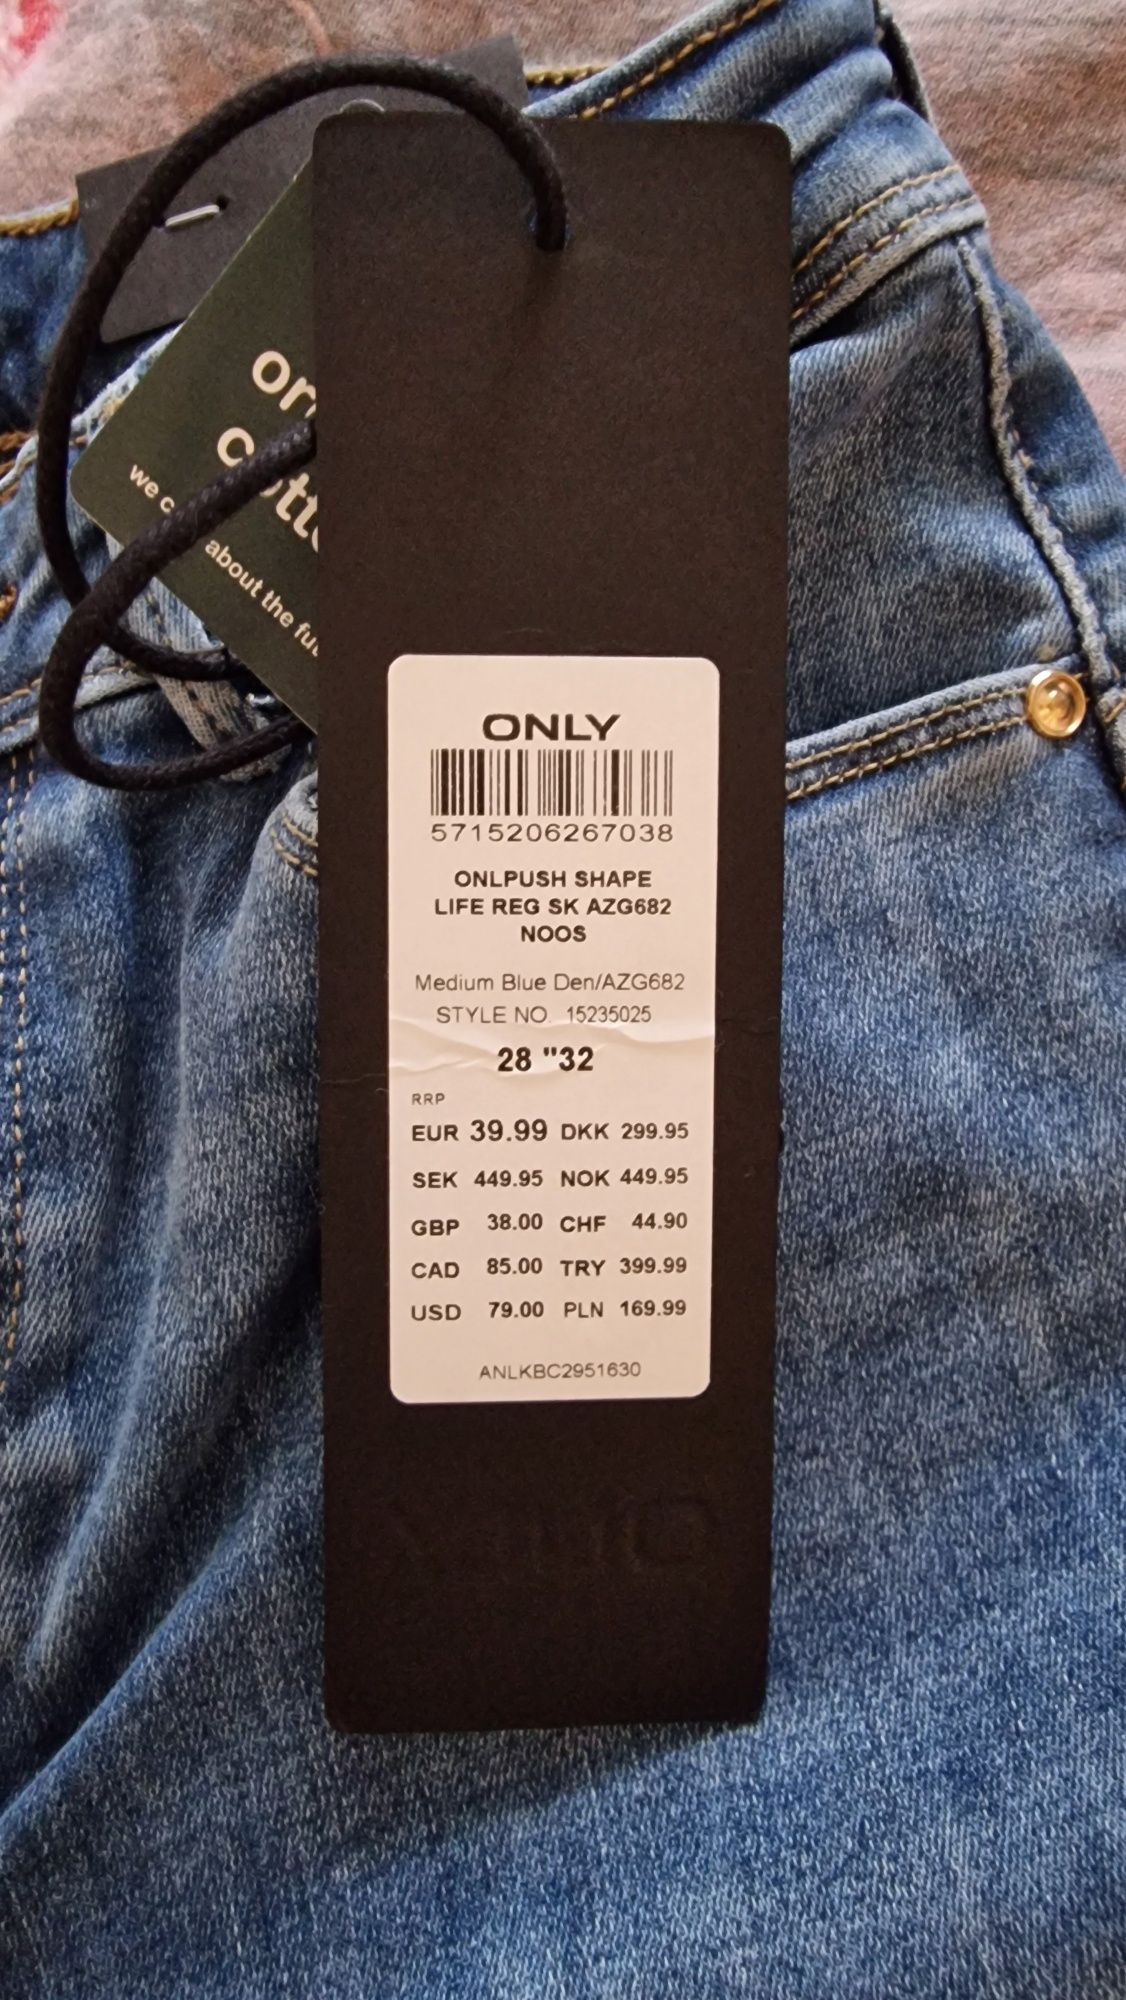 we about the
ONLY
5715206267038
ONLPUSH SHAPE
LIFE REG SK AZG682
NOOS
Medium Blue Den/AZG682
STYLE NO. 15235025
28 "32
RRP
EUR 39.99 DKK 299.95
SEK 449.95 NOK 449.95
GBP 38.00 CHF 44.90
CAD 85.00 TRY 399.99
USD 79.00 PLN 169.99
ANLKBC2951630
ONLY